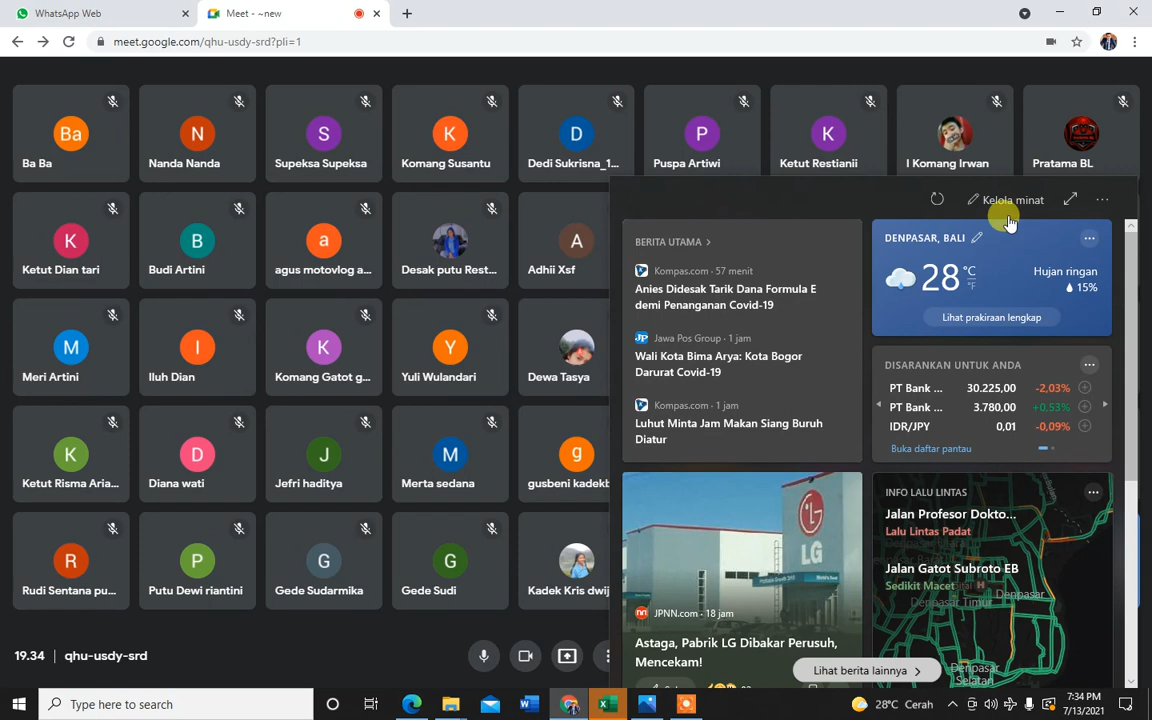 WhatsApp Web
Meet - ~new
meet.google.com/qhu-usdy-srd?pli=1
Ba
Ba Ba
N
Nanda Nanda
S
Supeksa Supeksa
K
Komang Susantu
D
Dedi Sukrisna_1...
P
Puspa Artiwi
K
Ketut Restianii
I Komang Irwan
Pratama BL
K
Ketut Dian tari
B
Budi Artini
a
agus motovlog a...
Desak putu Rest...
A
Adhii Xsf
M
Meri Artini
I
Iluh Dian
K
Komang Gatot g...
Y
Yuli Wulandari
Dewa Tasya
K
Ketut Risma Aria...
D
Diana wati
J
Jefri haditya
M
Merta sedana
g
gusbeni kadekb
R
Rudi Sentana pu...
P
Putu Dewi riantini
G
Gede Sudarmika
G
Gede Sudi
Kadek Kris dwij
Kelola minat
BERITA UTAMA
Kompas.com · 57 menit
Anies Didesak Tarik Dana Formula E
demi Penanganan Covid-19
JP Jawa Pos Group · 1 jam
Wali Kota Bima Arya: Kota Bogor
Darurat Covid-19
Kompas.com · 1 jam
Luhut Minta Jam Makan Siang Buruh
Diatur
DENPASAR, BALI
28 °C
°F
Hujan ringan
15%
Lihat prakiraan lengkap
DISARANKAN UNTUK ANDA
PT Bank ... 30.225,00 -2,03%
PT Bank ... 3.780,00 +0,53%
IDR/JPY 0,01 -0,09%
Buka daftar pantau
LG
JPNN.com · 18 jam
Astaga, Pabrik LG Dibakar Perusuh,
Mencekam!
INFO LALU LINTAS
Jalan Profesor Dokto...
Lalu Lintas Padat
Jalan Gatot Subroto EB
Sedikit Macet
Denpasar
Denpasar Timur
Denpasar
Selatan
Lihat berita lainnya
19.34 | qhu-usdy-srd
Type here to search
28°C Cerah
7:34 PM
7/13/2021